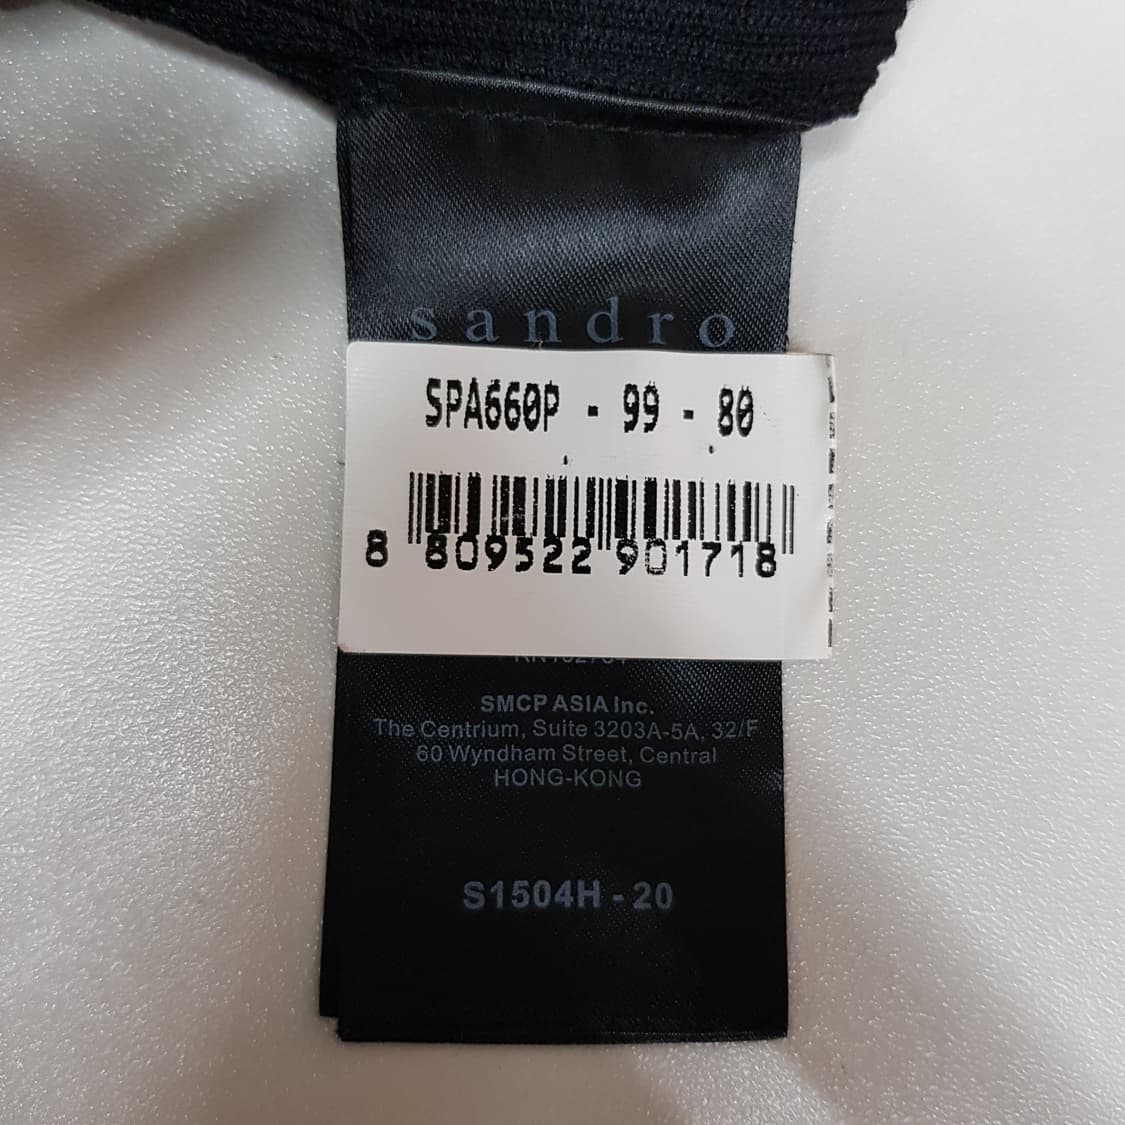 sandro
SPA660P - 99 - 80
8 809522 901718
SMCP ASIA Inc.
The Centrium, Suite 3203A-5A, 32/F
60 Wyndham Street, Central
HONG-KONG
S1504H - 20